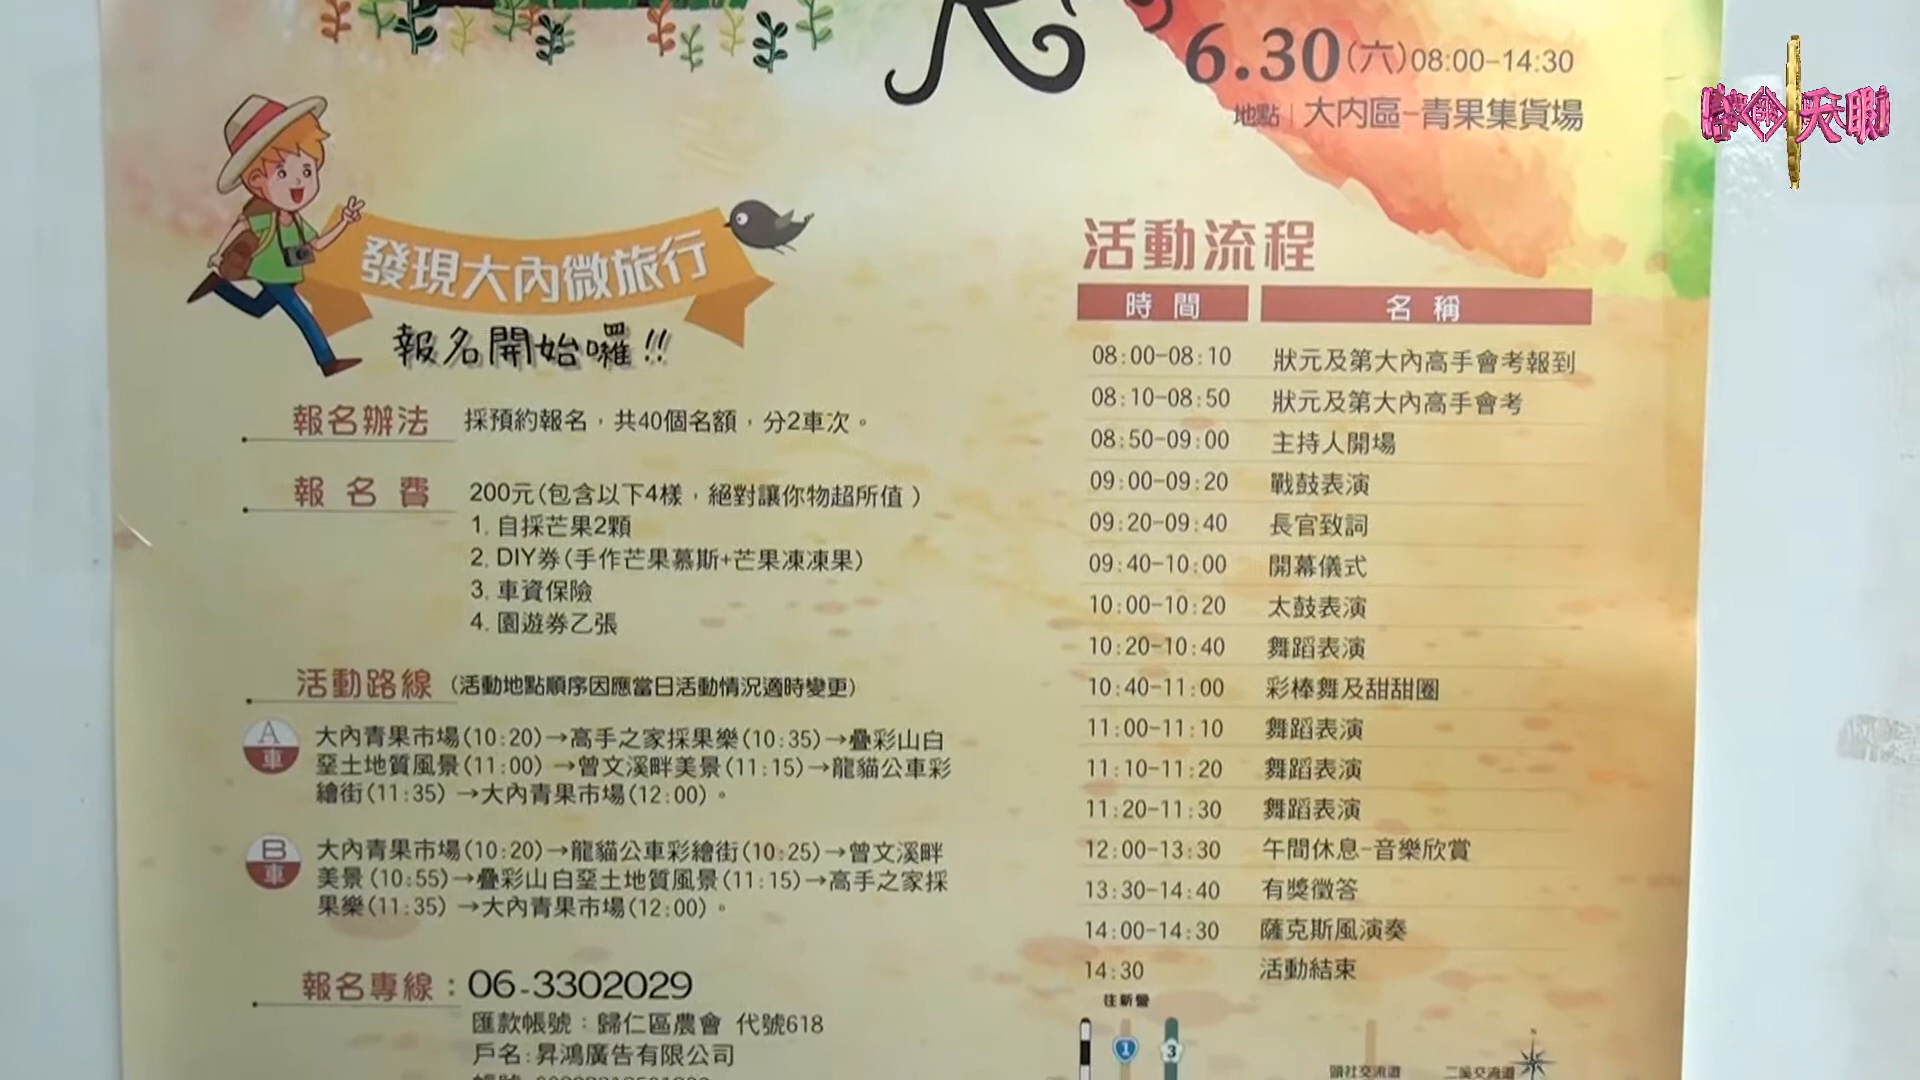 6.30(六)08:00-14:30
地點｜大內區-青果集貨場
發現大內微旅行
報名開始囉!!
報名辦法 採預約報名，共40個名額，分2車次。
報名費 200元(包含以下4樣，絕對讓你物超所值)
1. 自採芒果2顆
2. DIY券(手作芒果慕斯+芒果凍凍果)
3. 車資保險
4. 園遊券乙張
活動路線 (活動地點順序因應當日活動情況適時變更)
A車
大內青果市場(10:20)→高手之家採果樂(10:35)→疊彩山白
堊土地質風景(11:00) →曾文溪畔美景(11:15)→龍貓公車彩
繪街(11:35) →大內青果市場(12:00)。
B車
大內青果市場(10:20)→龍貓公車彩繪街(10:25)→曾文溪畔
美景(10:55)→疊彩山白堊土地質風景(11:15)→高手之家採
果樂(11:35) →大內青果市場(12:00)。
報名專線：06-3302029
匯款帳號：歸仁區農會 代號618
戶名:昇鴻廣告有限公司
活動流程
時間 名稱
08:00-08:10 狀元及第大內高手會考報到
08:10-08:50 狀元及第大內高手會考
08:50-09:00 主持人開場
09:00-09:20 戰鼓表演
09:20-09:40 長官致詞
09:40-10:00 開幕儀式
10:00-10:20 太鼓表演
10:20-10:40 舞蹈表演
10:40-11:00 彩棒舞及甜甜圈
11:00-11:10 舞蹈表演
11:10-11:20 舞蹈表演
11:20-11:30 舞蹈表演
12:00-13:30 午間休息-音樂欣賞
13:30-14:40 有獎徵答
14:00-14:30 薩克斯風演奏
14:30 活動結束
往新營
1
3
頭社交流道
N
天聊